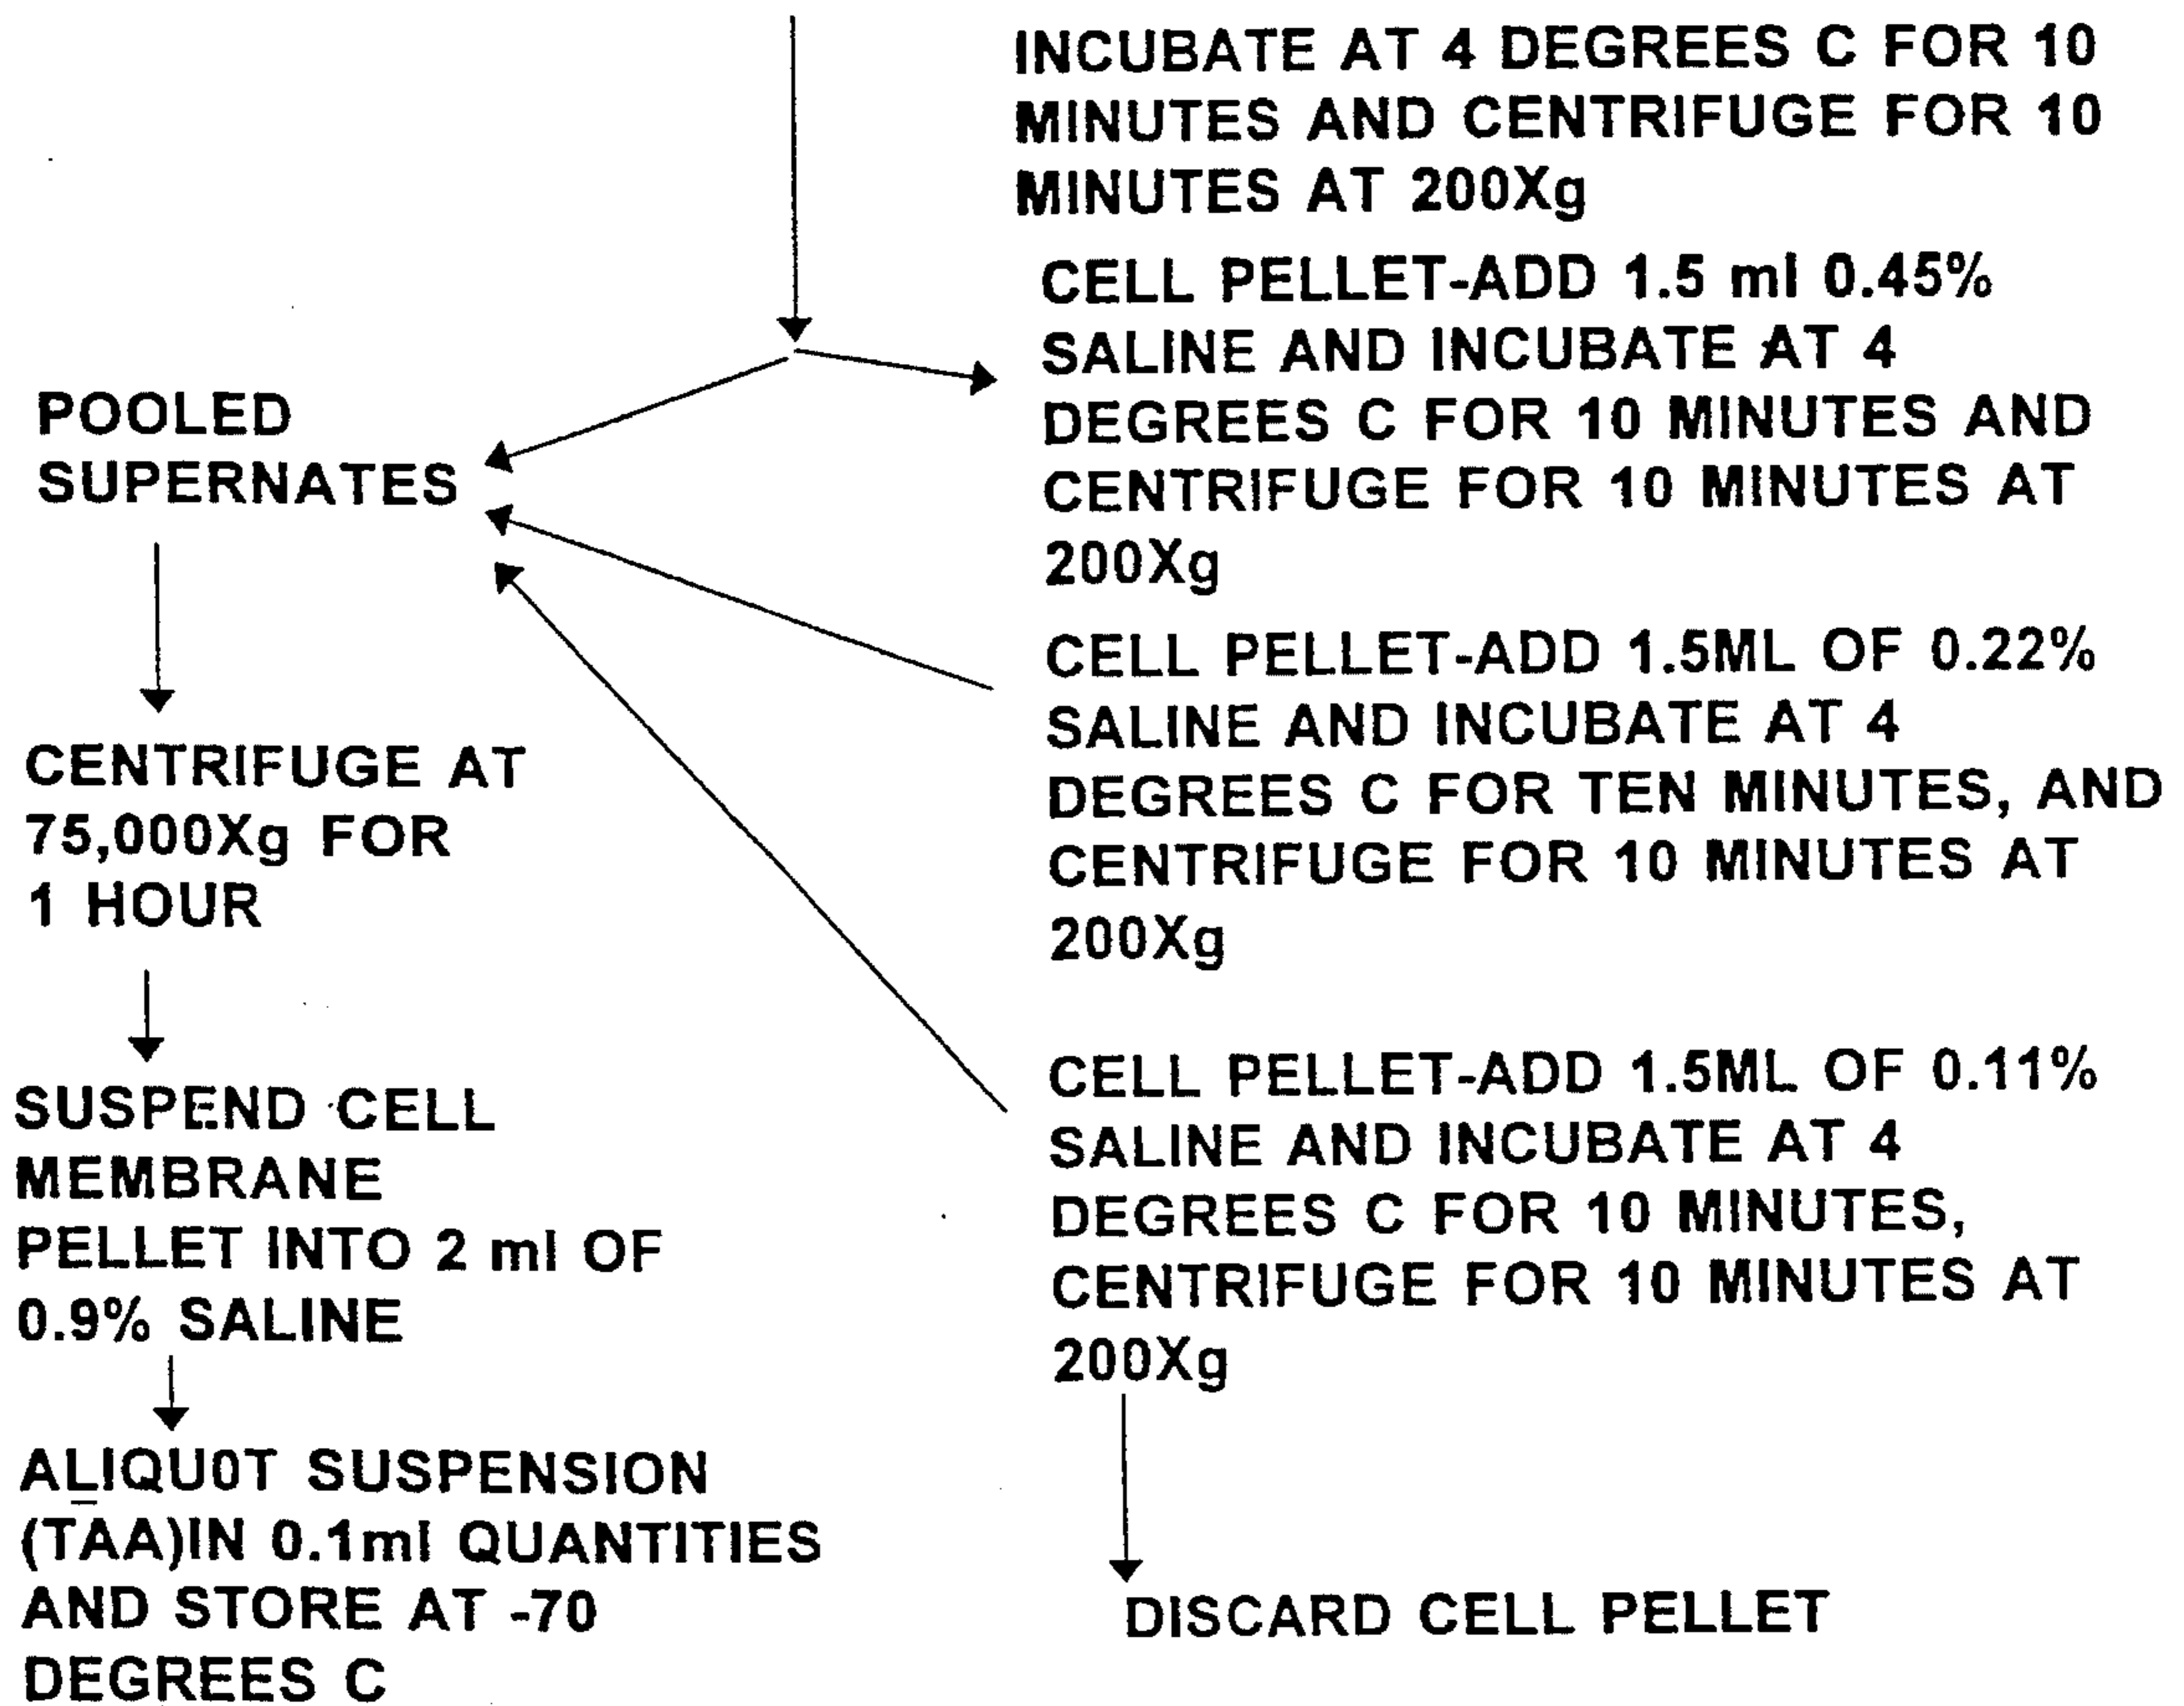 INCUBATE AT 4 DEGREES C FOR 10
MINUTES AND CENTRIFUGE FOR 10
MINUTES AT 200Xg
CELL PELLET-ADD 1.5 ml 0.45%
SALINE AND INCUBATE AT 4
DEGREES C FOR 10 MINUTES AND
CENTRIFUGE FOR 10 MINUTES AT
200Xg
CELL PELLET-ADD 1.5ML OF 0.22%
SALINE AND INCUBATE AT 4
DEGREES C FOR TEN MINUTES, AND
CENTRIFUGE FOR 10 MINUTES AT
200Xg
CELL PELLET-ADD 1.5ML OF 0.11%
SALINE AND INCUBATE AT 4
DEGREES C FOR 10 MINUTES,
CENTRIFUGE FOR 10 MINUTES AT
200Xg
DISCARD CELL PELLET
POOLED
SUPERNATES
CENTRIFUGE AT
75,000Xg FOR
1 HOUR
SUSPEND CELL
MEMBRANE
PELLET INTO 2 ml OF
0.9% SALINE
ALIQU0T SUSPENSION
(TAA)IN 0.1ml QUANTITIES
AND STORE AT -70
DEGREES C